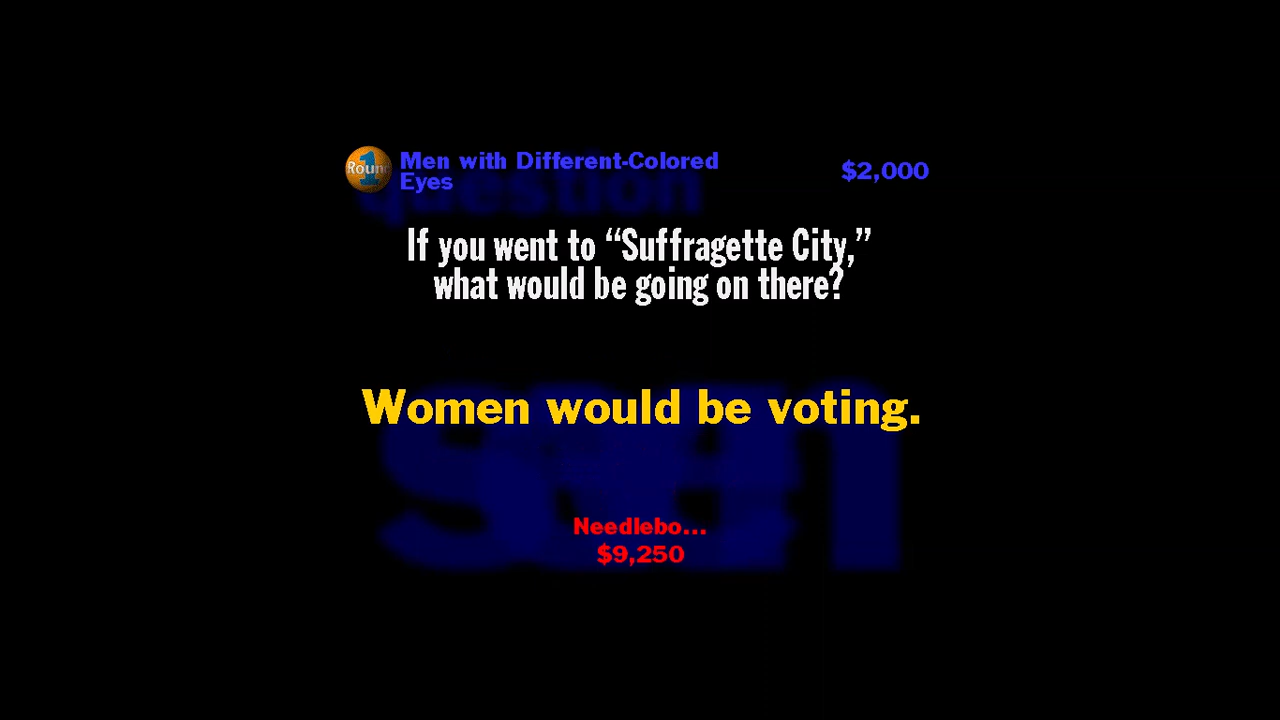 Round
1
Men with Different-Colored
Eyes
$2,000
question
If you went to “Suffragette City,”
what would be going on there?
Women would be voting.
Needlebo...
$9,250